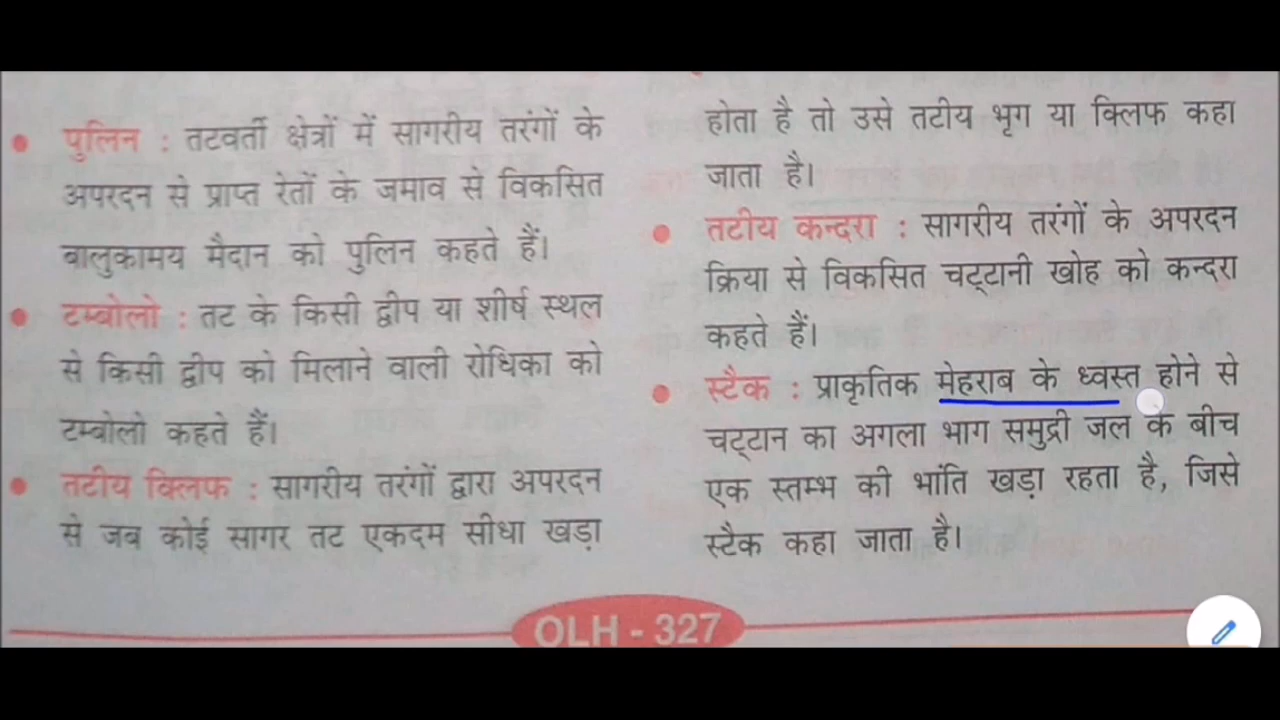 पुलिन : तटवर्ती क्षेत्रों में सागरीय तरंगों के
अपरदन से प्राप्त रेतों के जमाव से विकसित
बालुकामय मैदान को पुलिन कहते हैं।
टम्बोलो : तट के किसी द्वीप या शीर्ष स्थल
से किसी द्वीप को मिलाने वाली रोधिका को
टम्बोलो कहते हैं।
तटीय क्लिफ : सागरीय तरंगों द्वारा अपरदन
से जब कोई सागर तट एकदम सीधा खड़ा
होता है तो उसे तटीय भृग या क्लिफ कहा
जाता है।
तटीय कन्दरा : सागरीय तरंगों के अपरदन
क्रिया से विकसित चट्टानी खोह को कन्दरा
कहते हैं।
स्टैक : प्राकृतिक मेहराब के ध्वस्त होने से
चट्टान का अगला भाग समुद्री जल के बीच
एक स्तम्भ की भांति खड़ा रहता है, जिसे
स्टैक कहा जाता है।
OLH - 327